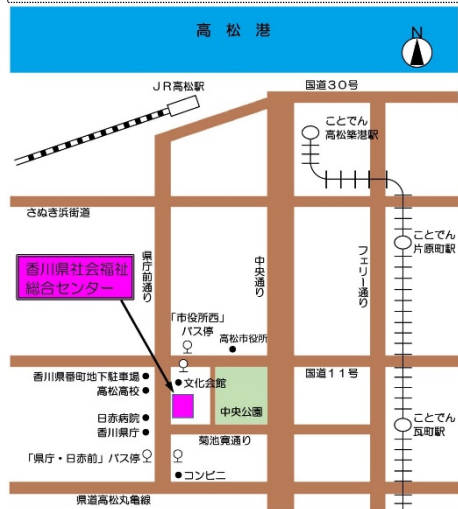 高松港
N
JR高松駅
国道30号
ことでん
高松築港駅
さぬき浜街道
ことでん
片原町駅
県庁前通り
中央通り
フェリー通り
香川県社会福祉
総合センター
「市役所西」
バス停
高松市役所
国道11号
香川県番町地下駐車場
文化会館
高松高校
中央公園
日赤病院
香川県庁
菊池寛通り
ことでん
瓦町駅
「県庁・日赤前」バス停
コンビニ
県道高松丸亀線